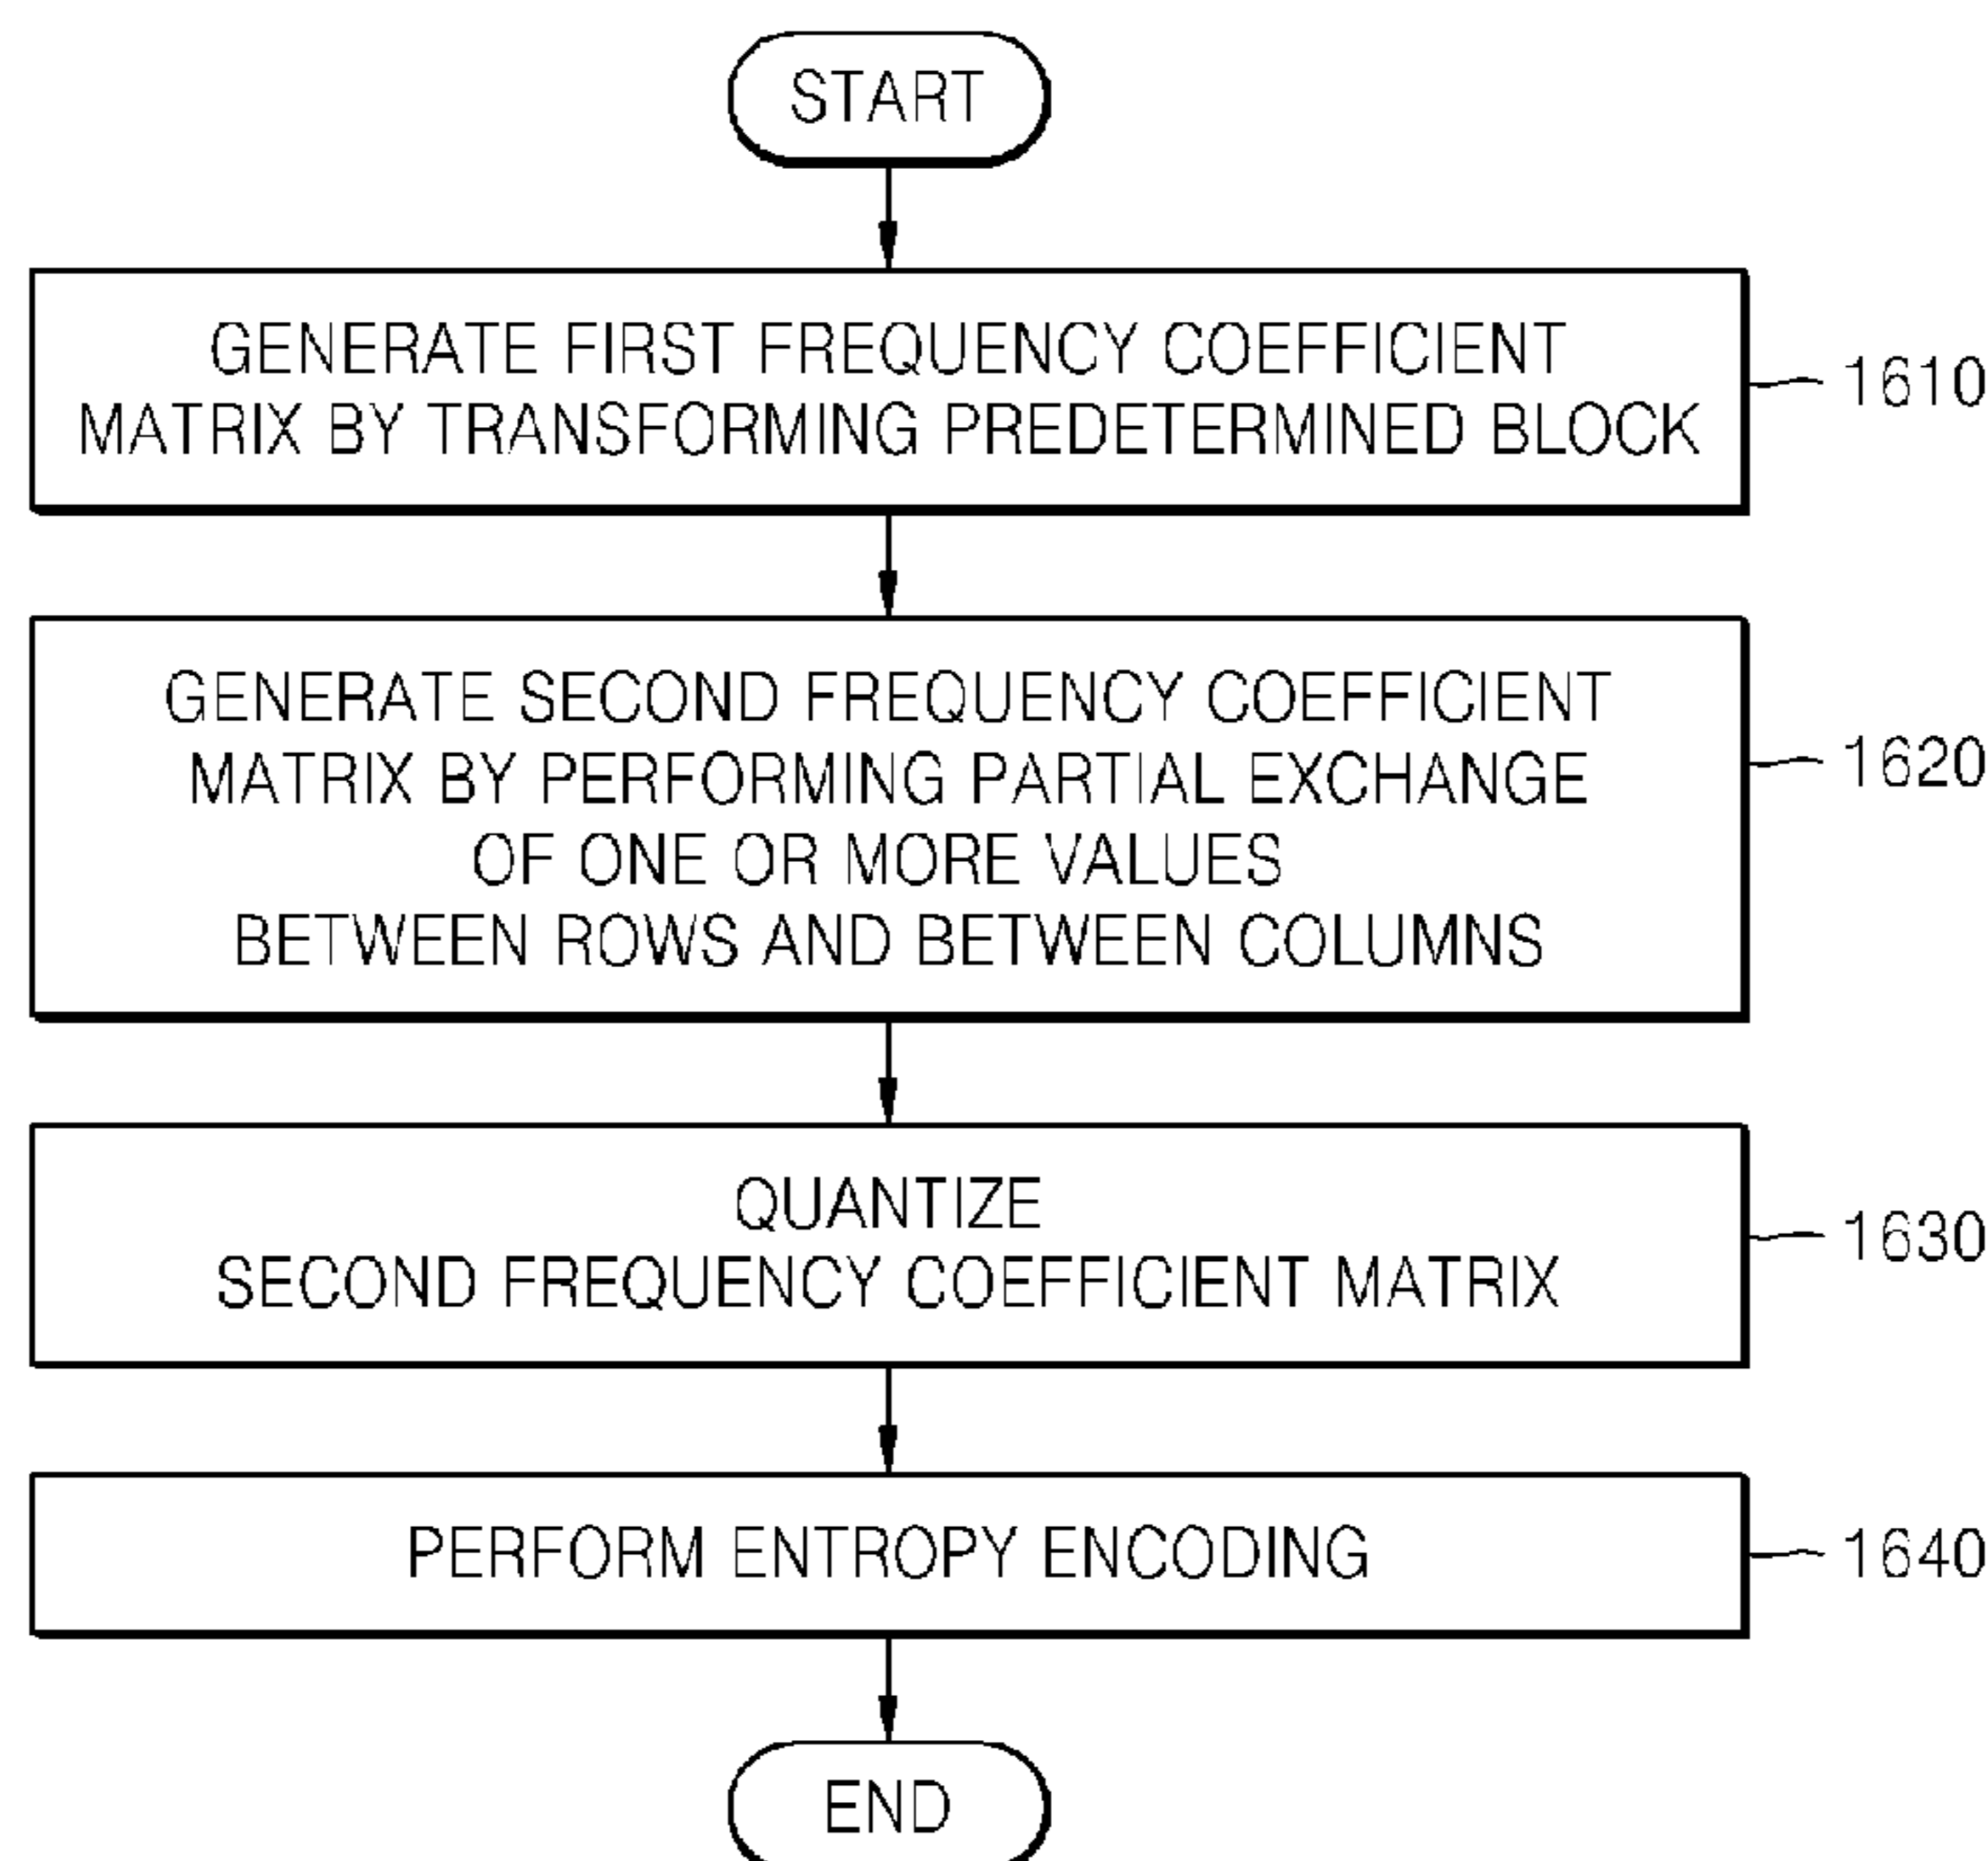 START
GENERATE FIRST FREQUENCY COEFFICIENT
MATRIX BY TRANSFORMING PREDETERMINED BLOCK
1610
GENERATE SECOND FREQUENCY COEFFICIENT
MATRIX BY PERFORMING PARTIAL EXCHANGE
OF ONE OR MORE VALUES
BETWEEN ROWS AND BETWEEN COLUMNS
1620
QUANTIZE
SECOND FREQUENCY COEFFICIENT MATRIX
1630
PERFORM ENTROPY ENCODING
1640
END